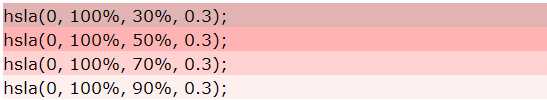 hsla(0, 100%, 30%, 0.3);
hsla(0, 100%, 50%, 0.3);
hsla(0, 100%, 70%, 0.3);
hsla(0, 100%, 90%, 0.3);